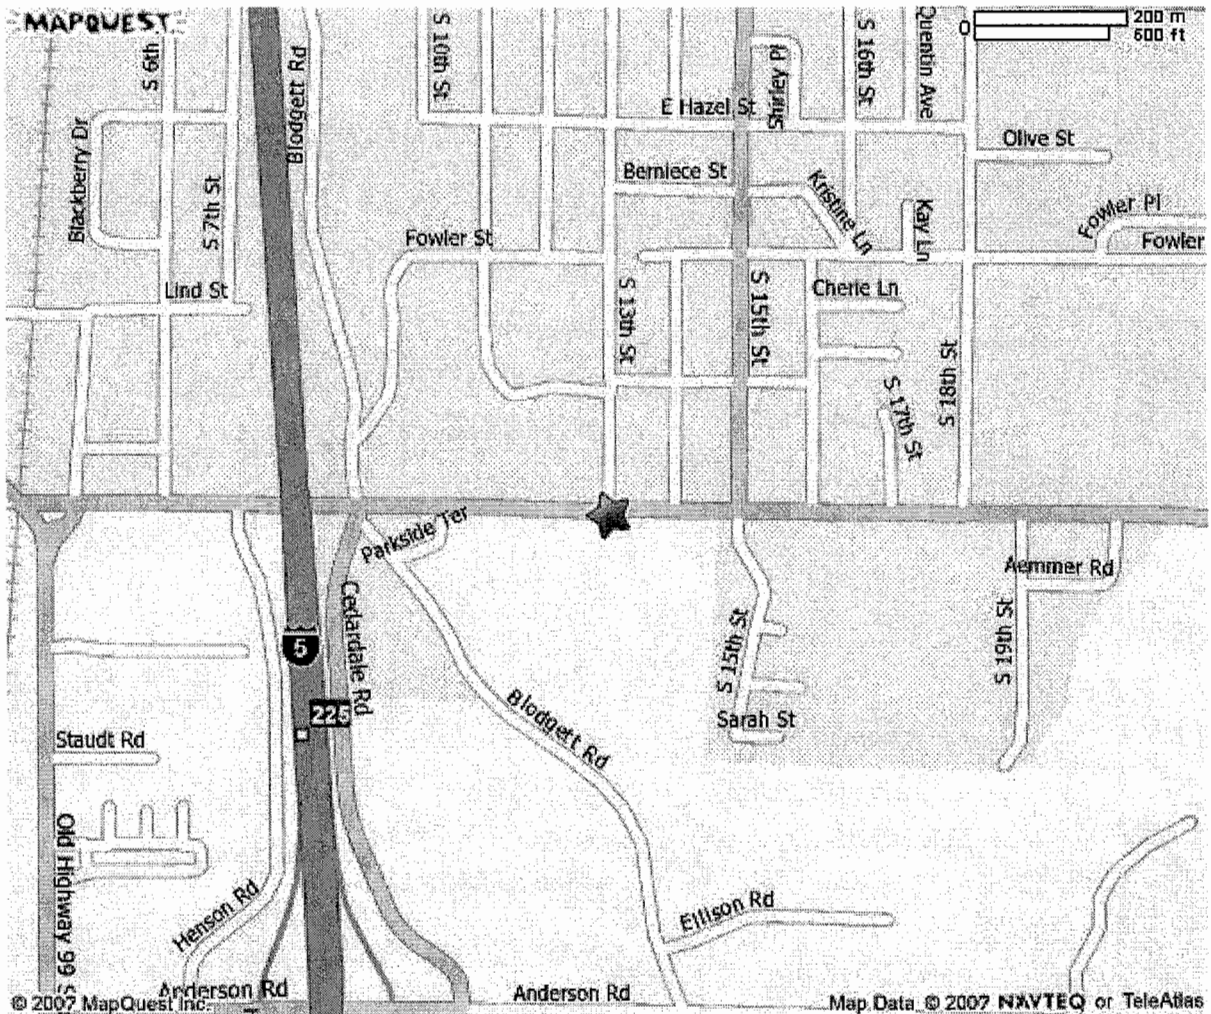 MAPQUEST
200 m
0
600 ft
S 6th
Blodgett Rd
S 10th St
Shirley Pl
S 16th St
Quentin Ave
E Hazel St
Blackberry Dr
Olive St
Berniece St
Kristine Ln
S 7th St
Kay Ln
Fowler Pl
Fowler St
Fowler
Lind St
S 13th St
S 15th St
Cherie Ln
S 18th St
S 17th St
Parkside Ter
Aemmer Rd
Cedardale Rd
5
S 15th St
S 19th St
225
Blodgett Rd
Sarah St
Staudt Rd
S Old Highway 99
Henson Rd
Ellison Rd
Anderson Rd
Anderson Rd
© 2007 MapQuest Inc.
Map Data © 2007 NAVTEQ or TeleAtlas